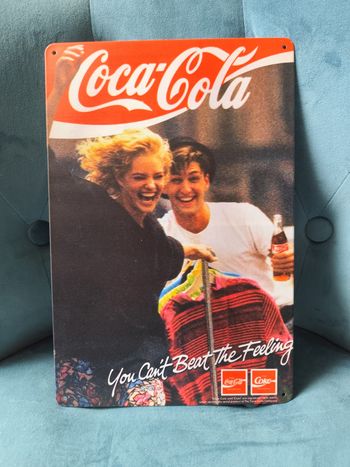 Coca-Cola
You Can't Beat The Feeling
Coca-Cola
Coke